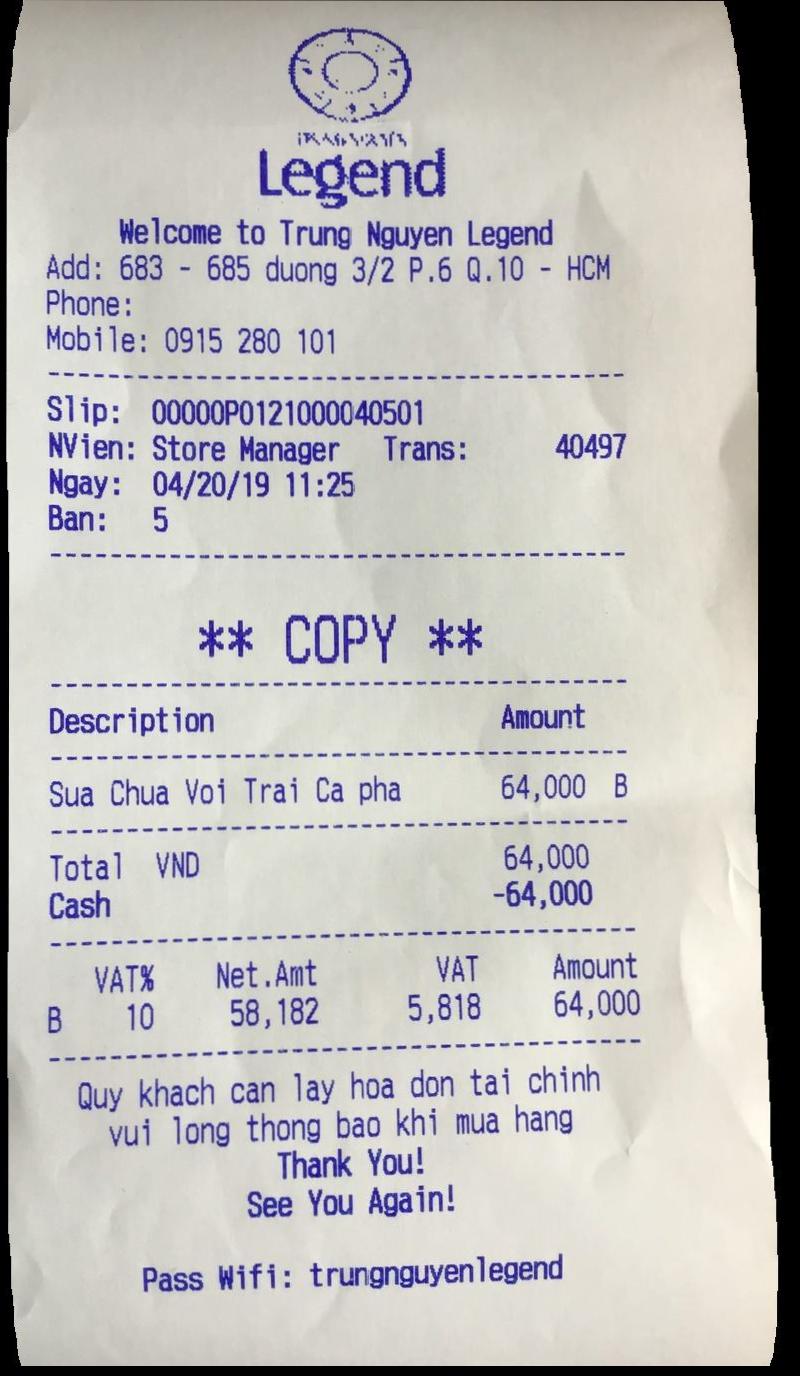 Legend
Welcome to Trung Nguyen Legend
Add: 683 - 685 duong 3/2 P.6 Q.10 - HCM
Phone:
Mobile: 0915 280 101
Slip: 00000P0121000040501
NVien: Store Manager Trans: 40497
Ngay: 04/20/19 11:25
Ban: 5
** COPY **
Description Amount
Sua Chua Voi Trai Ca pha 64,000 B
Total VND 64,000
Cash -64,000
VAT% Net.Amt VAT Amount
B 10 58,182 5,818 64,000
Quy khach can lay hoa don tai chinh
vui long thong bao khi mua hang
Thank You!
See You Again!
Pass Wifi: trungnguyenlegend